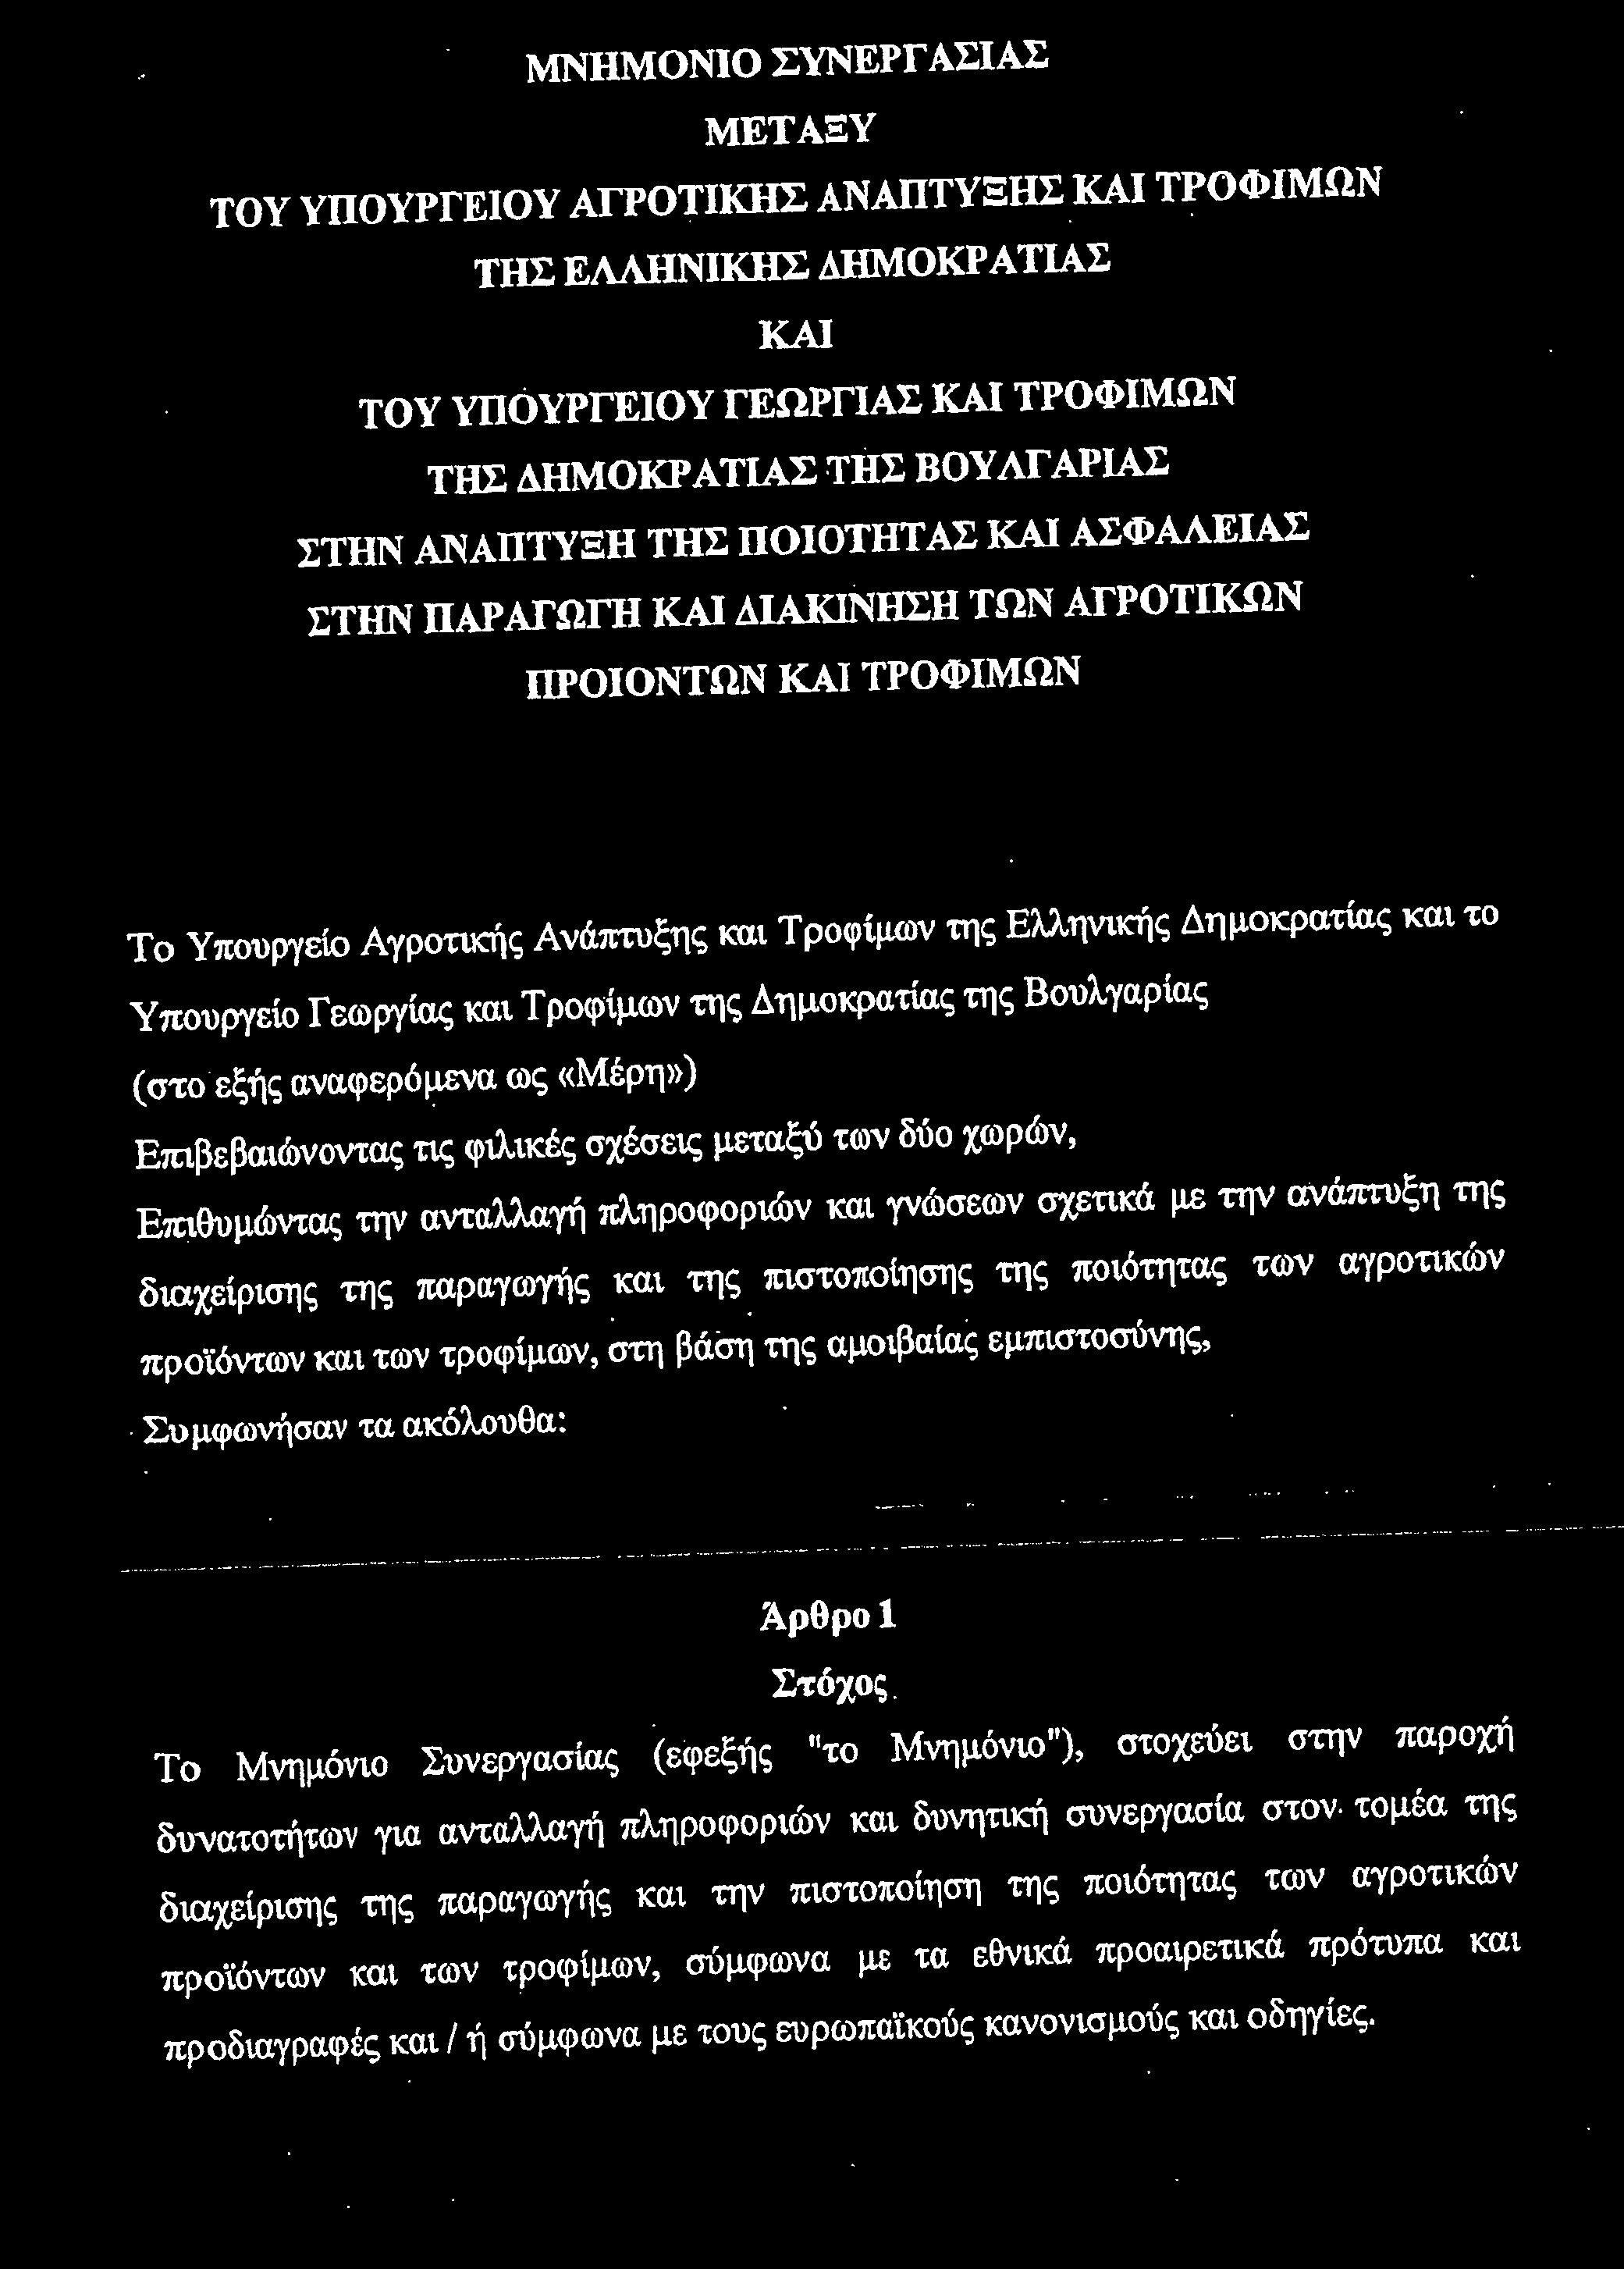 ΜΝΗΜΟΝΙΟ ΣΥΝΕΡΓΑΣΙΑΣ
ΜΕΤΑΞΥ
ΤΟΥ ΥΠΟΥΡΓΕΙΟΥ ΑΓΡΟΤΙΚΗΣ ΑΝΑΠΤΥΞΗΣ ΚΑΙ ΤΡΟΦΙΜΩΝ
ΤΗΣ ΕΛΛΗΝΙΚΗΣ ΔΗΜΟΚΡΑΤΙΑΣ
ΚΑΙ
ΤΟΥ ΥΠΟΥΡΓΕΙΟΥ ΓΕΩΡΓΙΑΣ ΚΑΙ ΤΡΟΦΙΜΩΝ
ΤΗΣ ΔΗΜΟΚΡΑΤΙΑΣ ΤΗΣ ΒΟΥΛΓΑΡΙΑΣ
ΣΤΗΝ ΑΝΑΠΤΥΞΗ ΤΗΣ ΠΟΙΟΤΗΤΑΣ ΚΑΙ ΑΣΦΑΛΕΙΑΣ
ΣΤΗΝ ΠΑΡΑΓΩΓΗ ΚΑΙ ΔΙΑΚΙΝΗΣΗ ΤΩΝ ΑΓΡΟΤΙΚΩΝ
ΠΡΟΙΟΝΤΩΝ ΚΑΙ ΤΡΟΦΙΜΩΝ
Το Υπουργείο Αγροτικής Ανάπτυξης και Τροφίμων της Ελληνικής Δημοκρατίας και το
Υπουργείο Γεωργίας και Τροφίμων της Δημοκρατίας της Βουλγαρίας
(στο εξής αναφερόμενα ως «Μέρη»)
Επιβεβαιώνοντας τις φιλικές σχέσεις μεταξύ των δύο χωρών,
Επιθυμώντας την ανταλλαγή πληροφοριών και γνώσεων σχετικά με την ανάπτυξη της
διαχείρισης της παραγωγής και της πιστοποίησης της ποιότητας των αγροτικών
προϊόντων και των τροφίμων, στη βάση της αμοιβαίας εμπιστοσύνης,
Συμφωνήσαν τα ακόλουθα:
Άρθρο 1
Στόχος
Το Μνημόνιο Συνεργασίας (εφεξής "το Μνημόνιο"), στοχεύει στην παροχή
δυνατοτήτων για ανταλλαγή πληροφοριών και δυνητική συνεργασία στον τομέα της
διαχείρισης της παραγωγής και την πιστοποίηση της ποιότητας των αγροτικών
προϊόντων και των τροφίμων, σύμφωνα με τα εθνικά προαιρετικά πρότυπα και
προδιαγραφές και / ή σύμφωνα με τους ευρωπαϊκούς κανονισμούς και οδηγίες.